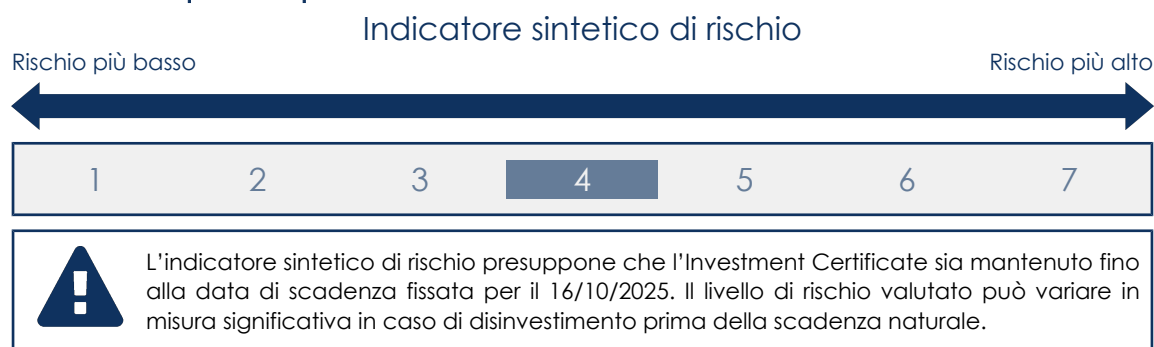 Indicatore sintetico di rischio
Rischio più basso Rischio più alto
1 2 3 4 5 6 7
L'indicatore sintetico di rischio presuppone che l'Investment Certificate sia mantenuto fino
alla data di scadenza fissata per il 16/10/2025. Il livello di rischio valutato può variare in
misura significativa in caso di disinvestimento prima della scadenza naturale.